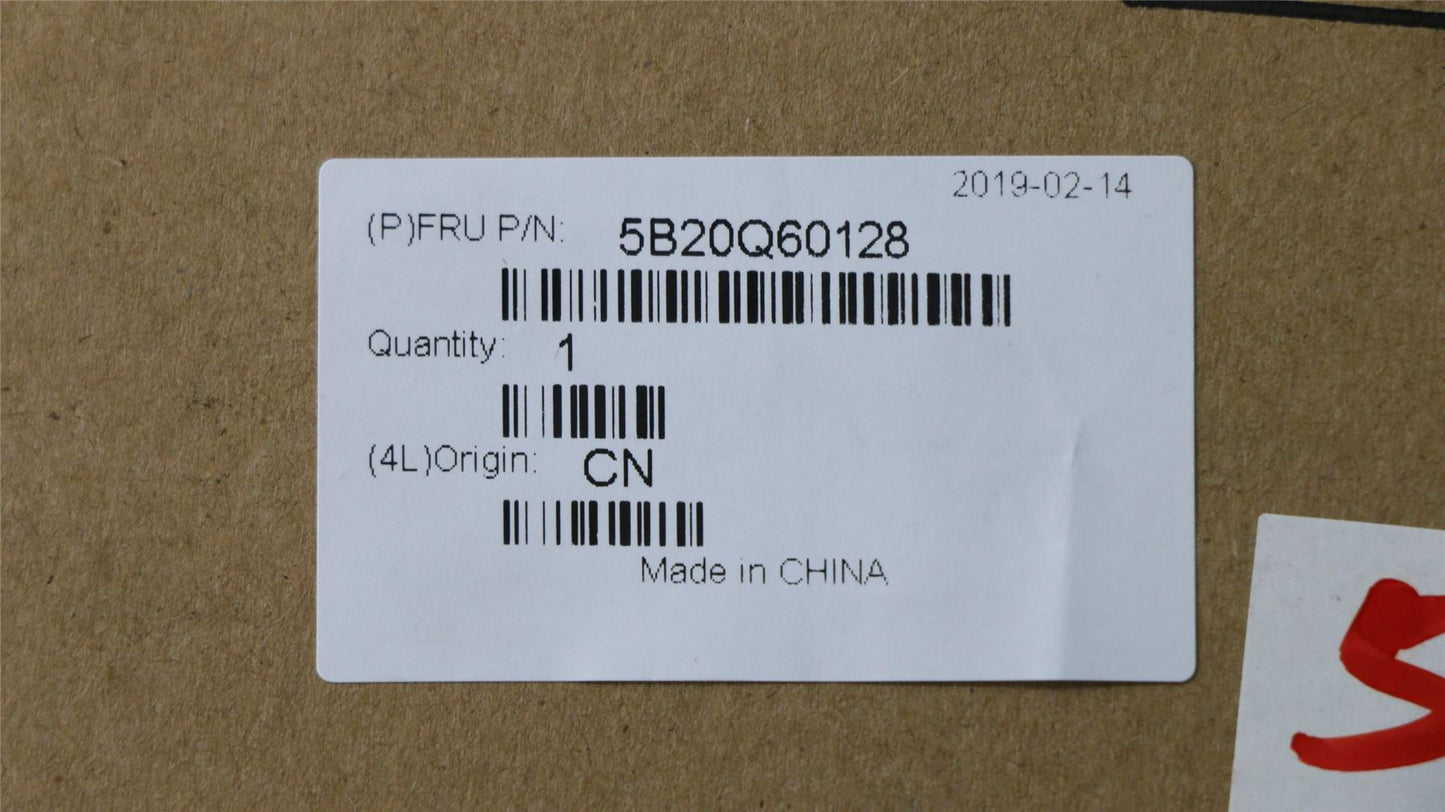 2019-02-14
(P)FRU P/N: 5B20Q60128
Quantity: 1
(4L)Origin: CN
Made in CHINA